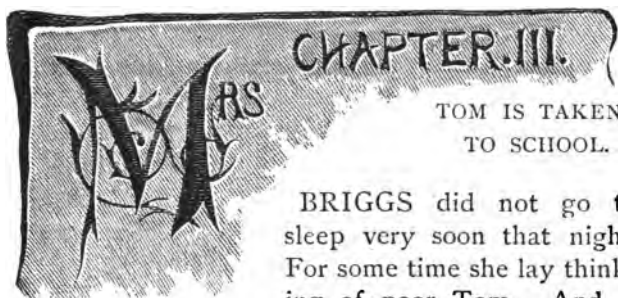 CHAPTER.III.
TOM IS TAKEN
TO SCHOOL.
MRS
BRIGGS did not go t
sleep very soon that nigh
For some time she lay think
ing of poor Tom. And